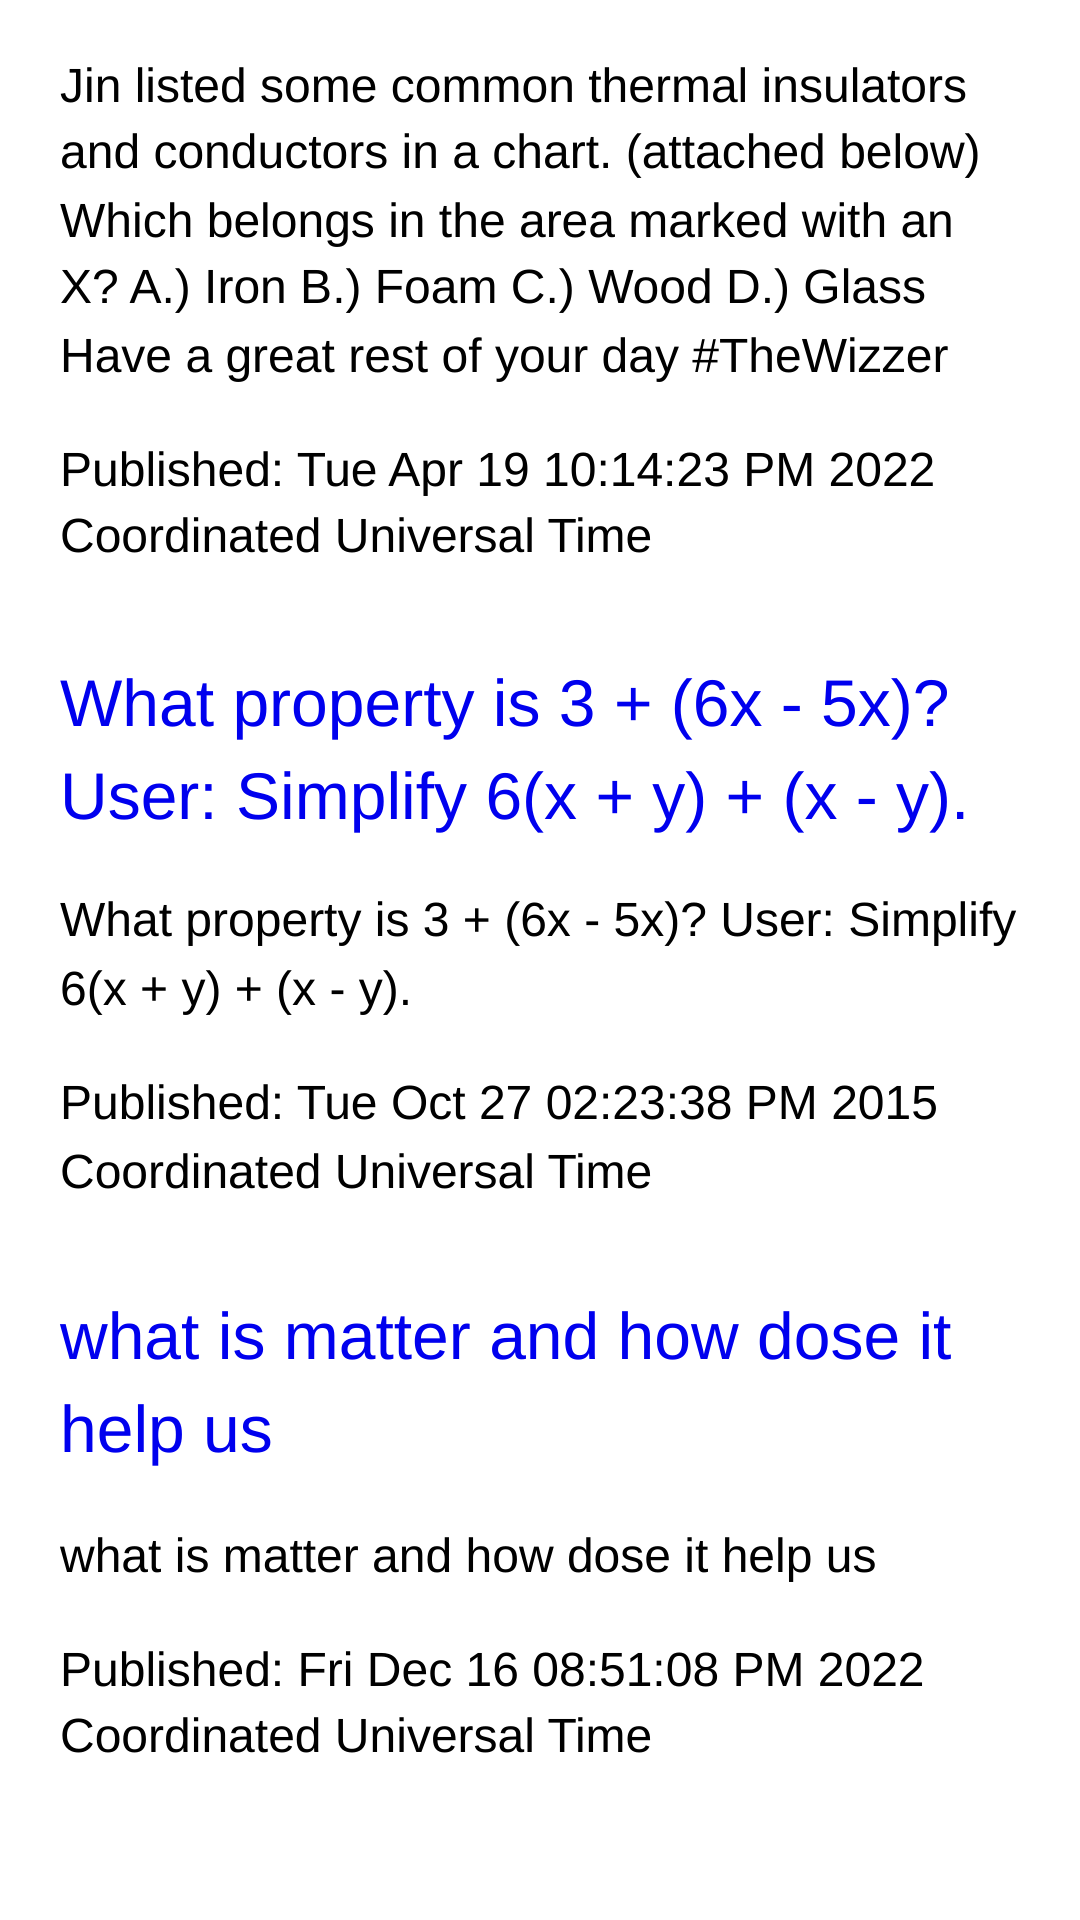 Jin listed some common thermal insulators
and conductors in a chart. (attached below)
Which belongs in the area marked with an
X? A.) Iron B.) Foam C.) Wood D.) Glass
Have a great rest of your day #TheWizzer
Published: Tue Apr 19 10:14:23 PM 2022
Coordinated Universal Time
What property is 3 + (6x - 5x)?
User: Simplify 6(x + y) + (x - y).
What property is 3 + (6x - 5x)? User: Simplify
6(x + y) + (x - y).
Published: Tue Oct 27 02:23:38 PM 2015
Coordinated Universal Time
what is matter and how dose it
help us
what is matter and how dose it help us
Published: Fri Dec 16 08:51:08 PM 2022
Coordinated Universal Time